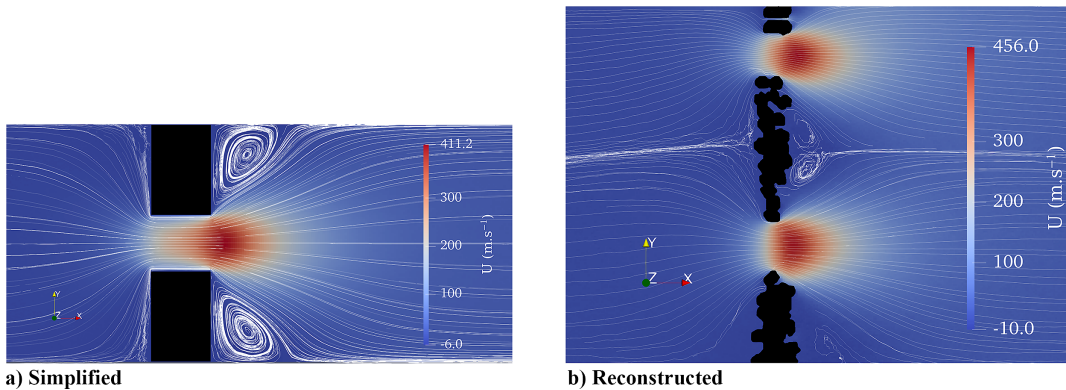 411.2
300
200
100
-6.0
U (m.s⁻¹)
Y
Z
X
a) Simplified
456.0
300
200
100
-10.0
U (m.s⁻¹)
Y
Z
X
b) Reconstructed